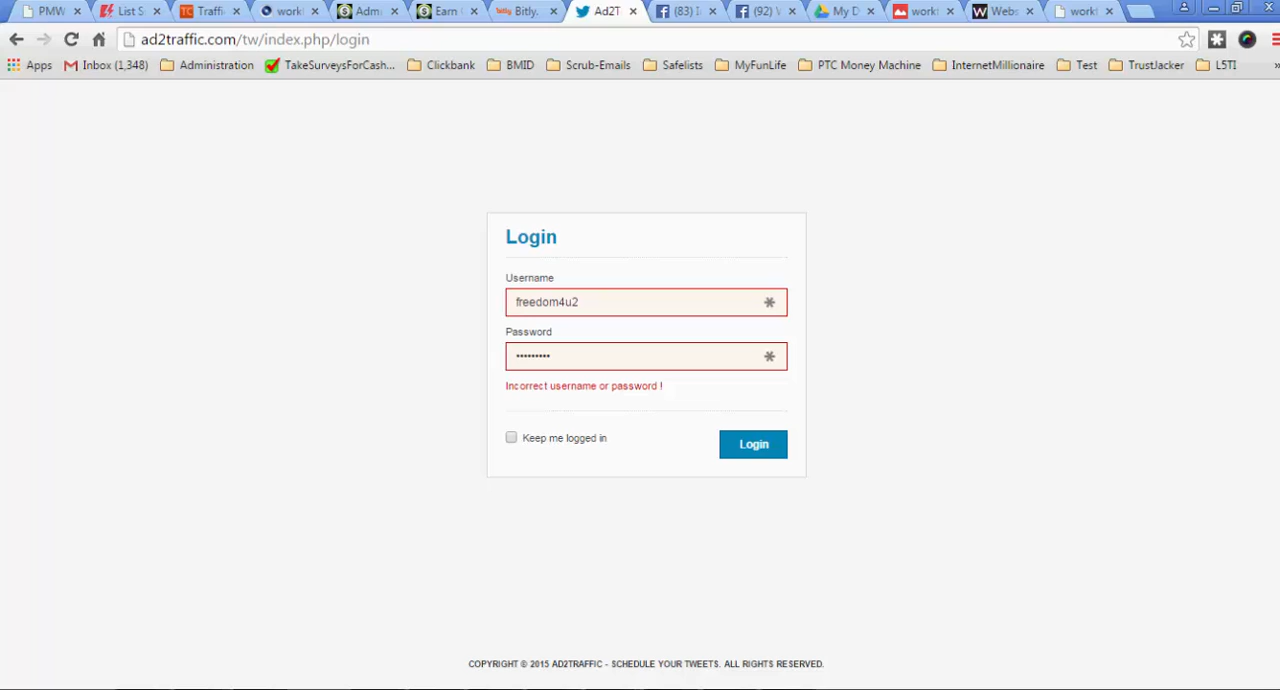 PMW List S Traffi work Adm Earn bitly Bitly. Ad2T (83) I (92) V My D work Webs work
ad2traffic.com/tw/index.php/login
Apps Inbox (1,348) Administration TakeSurveysForCash... Clickbank BMID Scrub-Emails Safelists MyFunLife PTC Money Machine InternetMillionaire Test TrustJacker L5TI »
Login
Username
freedom4u2
Password
•••••••••
Incorrect username or password !
Keep me logged in
Login
COPYRIGHT © 2015 AD2TRAFFIC - SCHEDULE YOUR TWEETS. ALL RIGHTS RESERVED.